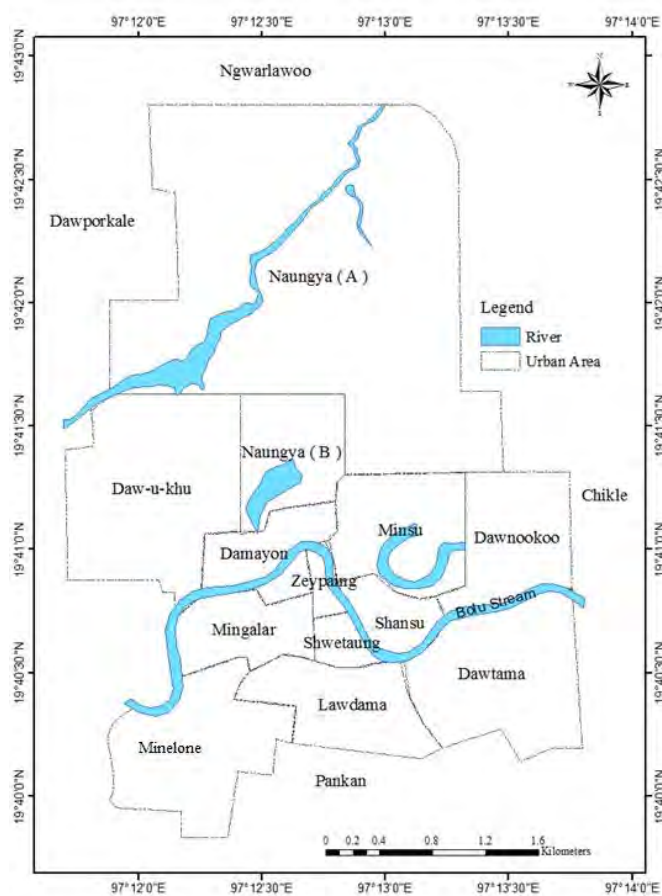 97°12'0"E 97°12'30"E 97°13'0"E 97°13'30"E 97°14'0"E
19°43'0"N 19°43'0"N
Ngwarlawoo
19°42'30"N 19°42'30"N
Dawporkale
Naungya ( A )
19°42'0"N 19°42'0"N
Legend
River
Urban Area
19°41'30"N 19°41'30"N
Naungya ( B )
Daw-u-khu
Chikle
Minsu
Dawnookoo
19°41'0"N 19°41'0"N
Damayon
Zeypaing
Bolu Stream
Mingalar
Shansu
Shwetaung
19°40'30"N 19°40'30"N
Dawtama
Lawdama
Minelone
Pankan
19°40'0"N 19°40'0"N
0 0.2 0.4 0.8 1.2 1.6
Kilometers
97°12'0"E 97°12'30"E 97°13'0"E 97°13'30"E 97°14'0"E